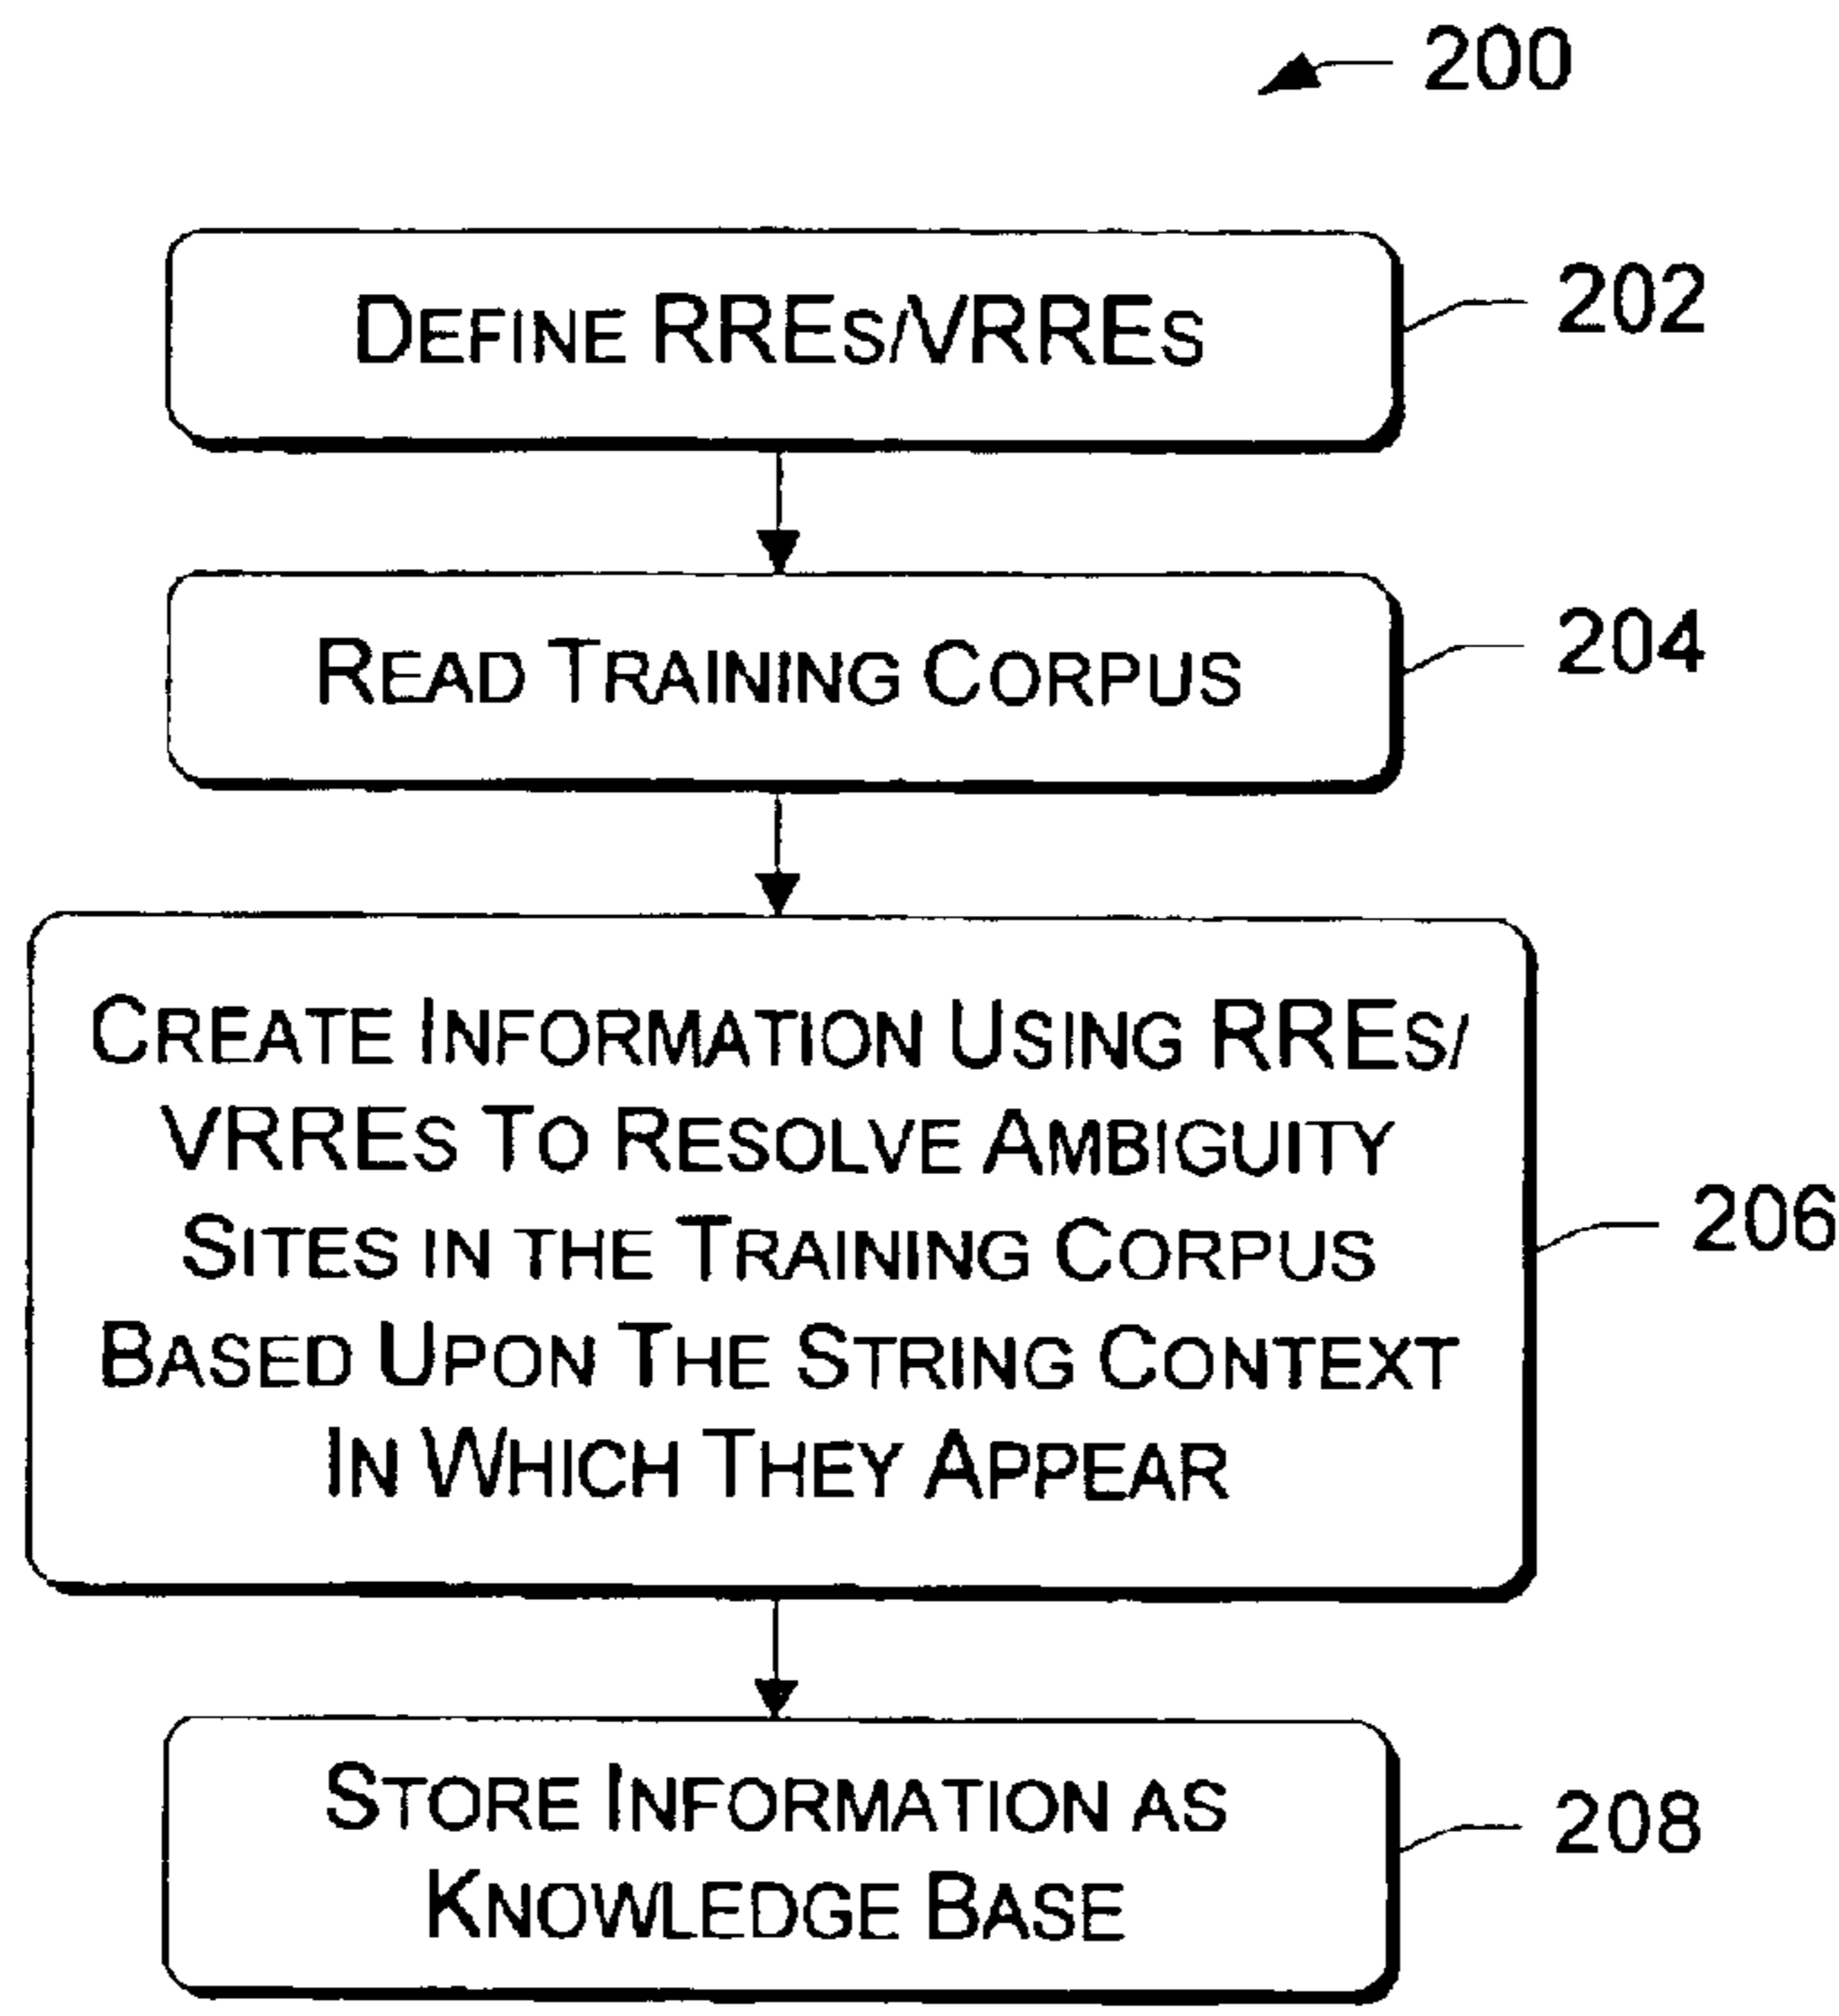 200
DEFINE RREs/VRREs
202
READ TRAINING CORPUS
204
CREATE INFORMATION USING RREs/
VRREs TO RESOLVE AMBIGUITY
SITES IN THE TRAINING CORPUS
BASED UPON THE STRING CONTEXT
IN WHICH THEY APPEAR
206
STORE INFORMATION AS
KNOWLEDGE BASE
208